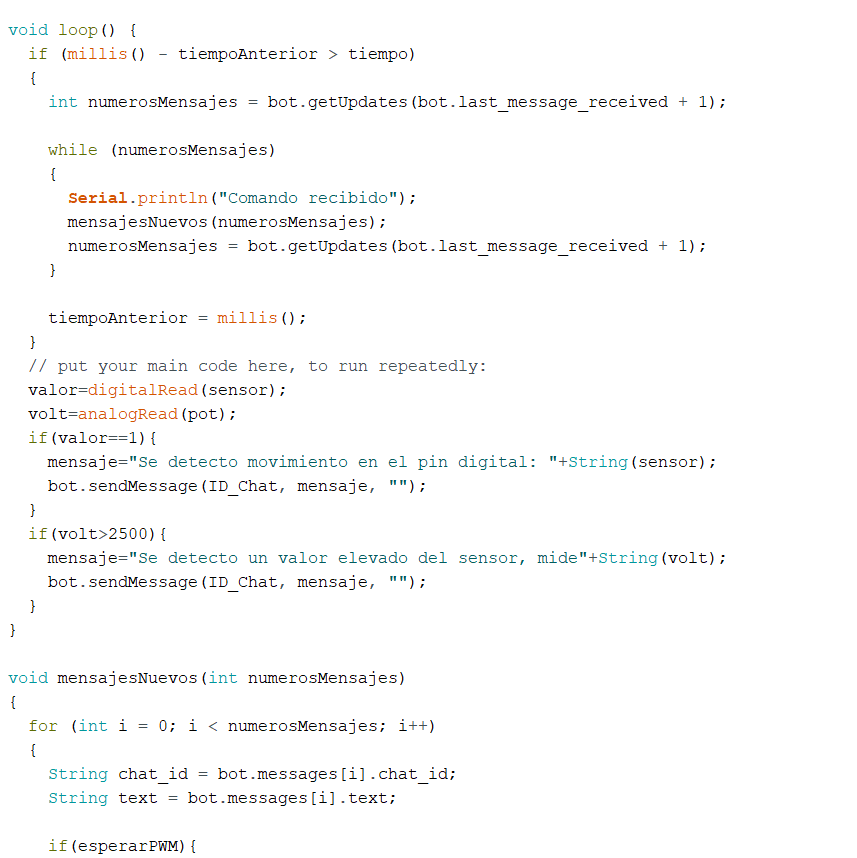 void loop() {
  if (millis() - tiempoAnterior > tiempo)
  {
    int numerosMensajes = bot.getUpdates(bot.last_message_received + 1);

    while (numerosMensajes)
    {
      Serial.println("Comando recibido");
      mensajesNuevos(numerosMensajes);
      numerosMensajes = bot.getUpdates(bot.last_message_received + 1);
    }

    tiempoAnterior = millis();
  }
  // put your main code here, to run repeatedly:
  valor=digitalRead(sensor);
  volt=analogRead(pot);
  if(valor==1){
    mensaje="Se detecto movimiento en el pin digital: "+String(sensor);
    bot.sendMessage(ID_Chat, mensaje, "");
  }
  if(volt>2500){
    mensaje="Se detecto un valor elevado del sensor, mide"+String(volt);
    bot.sendMessage(ID_Chat, mensaje, "");
  }
}

void mensajesNuevos(int numerosMensajes)
{
  for (int i = 0; i < numerosMensajes; i++)
  {
    String chat_id = bot.messages[i].chat_id;
    String text = bot.messages[i].text;

    if(esperarPWM){